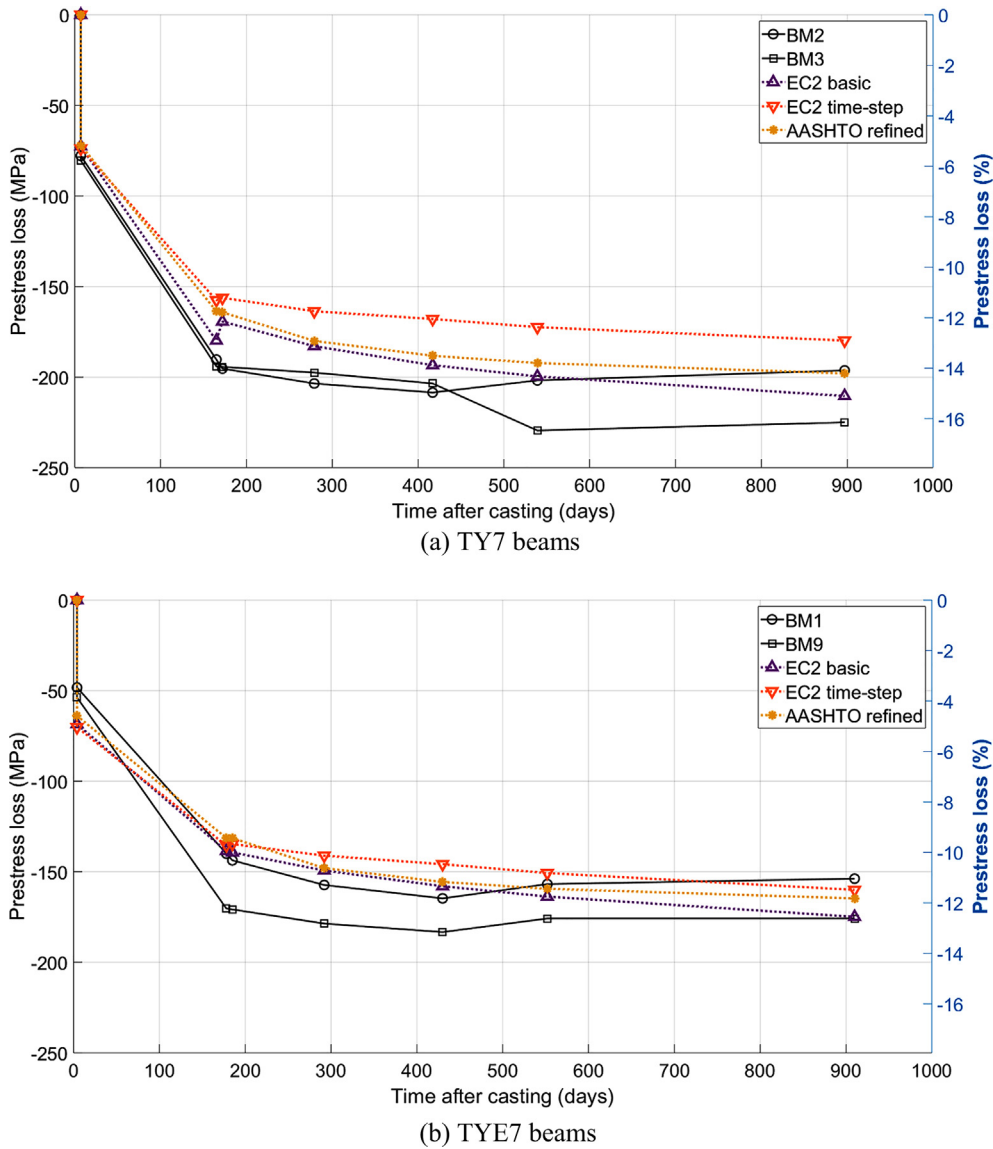 0
-50
-100
-150
-200
-250
Prestress loss (MPa)
0
-2
-4
-6
-8
-10
-12
-14
-16
Prestress loss (%)
BM2
BM3
EC2 basic
EC2 time-step
AASHTO refined
0 100 200 300 400 500 600 700 800 900 1000
Time after casting (days)
(a) TY7 beams
0
-50
-100
-150
-200
-250
Prestress loss (MPa)
0
-2
-4
-6
-8
-10
-12
-14
-16
Prestress loss (%)
BM1
BM9
EC2 basic
EC2 time-step
AASHTO refined
0 100 200 300 400 500 600 700 800 900 1000
Time after casting (days)
(b) TYE7 beams